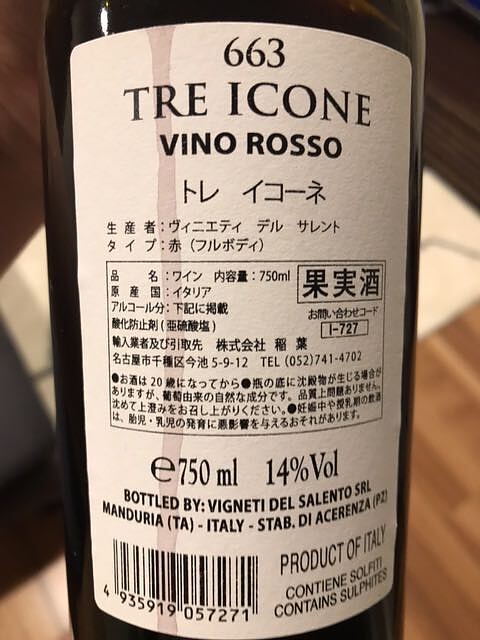 663
TRE ICONE
VINO ROSSO
トレ イコーネ
生産者：ヴィニエティ デル サレント
タイプ：赤（フルボディ）
品名：ワイン 内容量：750ml
原産国：イタリア
アルコール分：下記に掲載
酸化防止剤（亜硫酸塩）
果実酒
お問い合わせコード
I-727
輸入業者及び引取先 株式会社 稲葉
名古屋市千種区今池5-9-12 TEL (052)741-4702
●お酒は20歳になってから●瓶の底に沈殿物が生じる場合が
ありますが、葡萄由来の自然な成分です。品質上問題ありません。
沈めて上澄みをお召し上がりください。●妊娠中や授乳期の飲酒
は、胎児・乳児の発育に悪影響を与えるおそれがあります。
℮750 ml 14%Vol
BOTTLED BY: VIGNETI DEL SALENTO SRL
MANDURIA (TA) - ITALY - STAB. DI ACERENZA (PZ)
PRODUCT OF ITALY
CONTIENE SOLFITI
CONTAINS SULPHITES
4 935919 057271